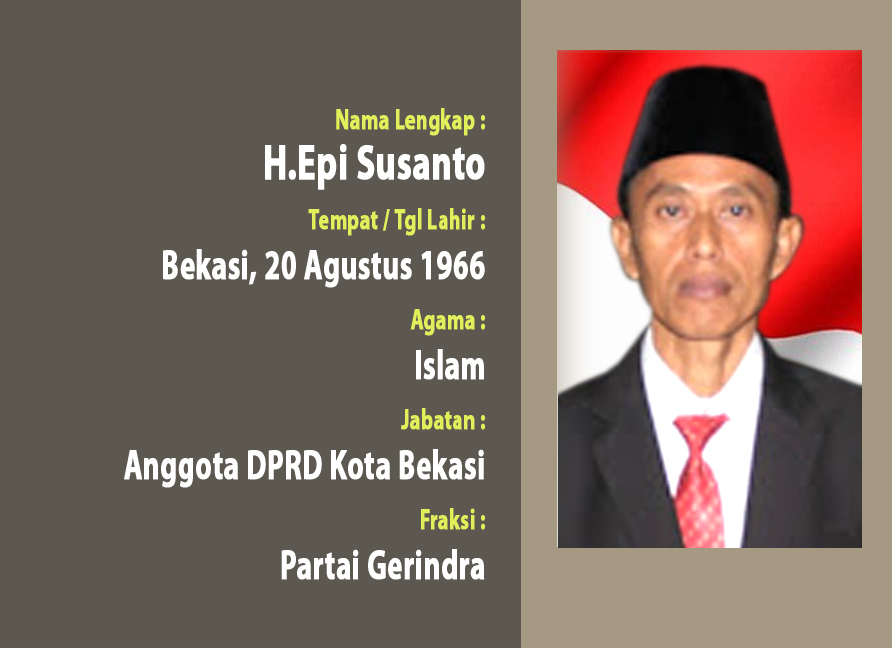 Nama Lengkap :
H.Epi Susanto
Tempat / Tgl Lahir :
Bekasi, 20 Agustus 1966
Agama :
Islam
Jabatan :
Anggota DPRD Kota Bekasi
Fraksi :
Partai Gerindra